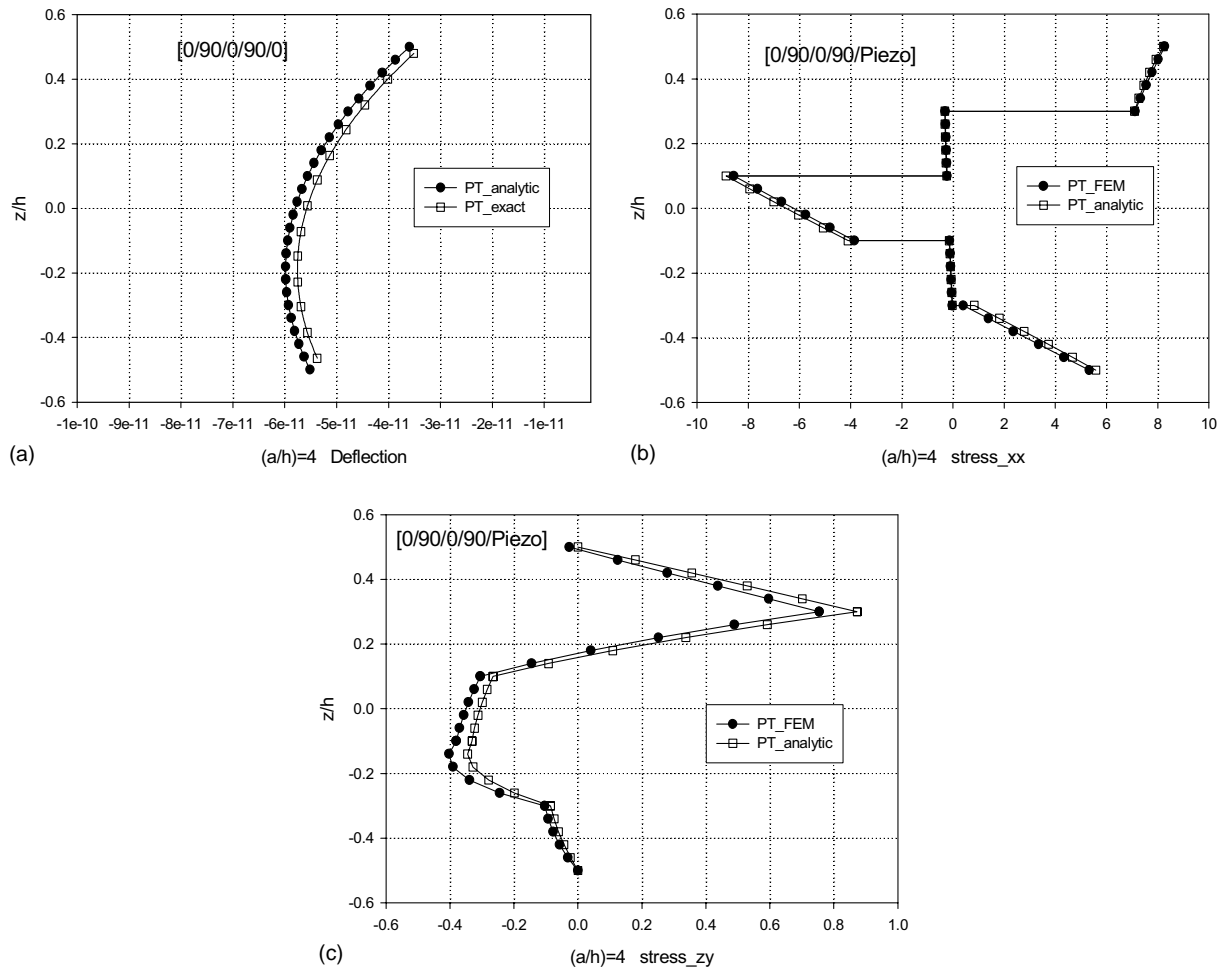 [0/90/0/90/0]
z/h
0.6
0.4
0.2
0.0
-0.2
-0.4
-0.6
PT_analytic
PT_exact
-1e-10 -9e-11 -8e-11 -7e-11 -6e-11 -5e-11 -4e-11 -3e-11 -2e-11 -1e-11
(a) (a/h)=4 Deflection
[0/90/0/90/Piezo]
z/h
0.6
0.4
0.2
0.0
-0.2
-0.4
-0.6
PT_FEM
PT_analytic
-10 -8 -6 -4 -2 0 2 4 6 8 10
(b) (a/h)=4 stress_xx
[0/90/0/90/Piezo]
z/h
0.6
0.4
0.2
0.0
-0.2
-0.4
-0.6
PT_FEM
PT_analytic
-0.6 -0.4 -0.2 0.0 0.2 0.4 0.6 0.8 1.0
(c) (a/h)=4 stress_zy